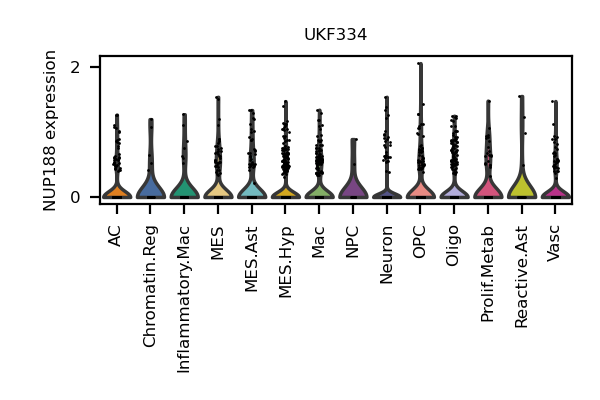 UKF334
NUP188 expression
2
0
AC
Chromatin.Reg
Inflammatory.Mac
MES
MES.Ast
MES.Hyp
Mac
NPC
Neuron
OPC
Oligo
Prolif.Metab
Reactive.Ast
Vasc